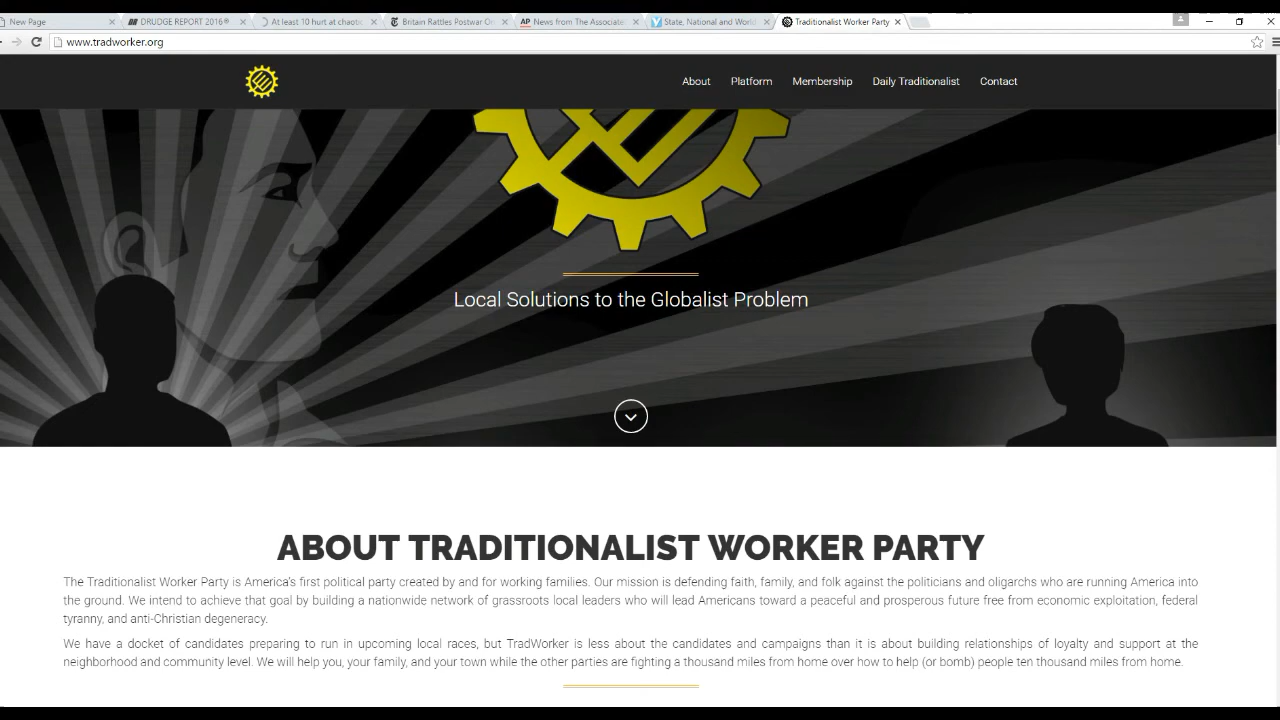 New Page
DRUDGE REPORT 2016®
At least 10 hurt at chaotic
Britain Rattles Postwar Or
AP News from The Associate
State, National and World
Traditionalist Worker Party
www.tradworker.org
About
Platform
Membership
Daily Traditionalist
Contact
Local Solutions to the Globalist Problem
ABOUT TRADITIONALIST WORKER PARTY
The Traditionalist Worker Party is America's first political party created by and for working families. Our mission is defending faith, family, and folk against the politicians and oligarchs who are running America into
the ground. We intend to achieve that goal by building a nationwide network of grassroots local leaders who will lead Americans toward a peaceful and prosperous future free from economic exploitation, federal
tyranny, and anti-Christian degeneracy.
We have a docket of candidates preparing to run in upcoming local races, but TradWorker is less about the candidates and campaigns than it is about building relationships of loyalty and support at the
neighborhood and community level. We will help you, your family, and your town while the other parties are fighting a thousand miles from home over how to help (or bomb) people ten thousand miles from home.